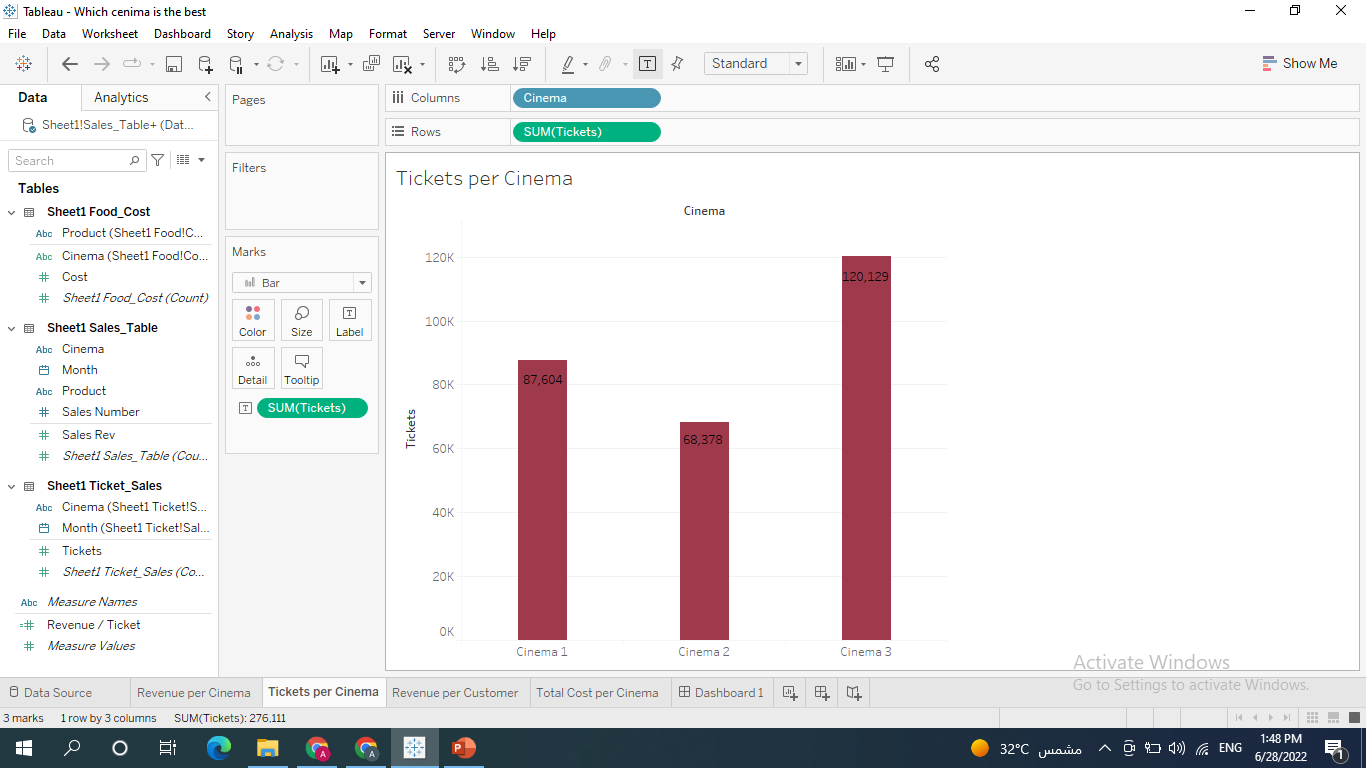 Tableau - Which cenima is the best
File Data Worksheet Dashboard Story Analysis Map Format Server Window Help
Standard
Show Me
Data Analytics
Sheet1!Sales_Table+ (Dat...
Search
Tables
Sheet1 Food_Cost
Abc Product (Sheet1 Food!C...
Abc Cinema (Sheet1 Food!Co...
# Cost
# Sheet1 Food_Cost (Count)
Sheet1 Sales_Table
Abc Cinema
Month
Abc Product
# Sales Number
# Sales Rev
# Sheet1 Sales_Table (Cou...
Sheet1 Ticket_Sales
Abc Cinema (Sheet1 Ticket!S...
Month (Sheet1 Ticket!Sal...
# Tickets
# Sheet1 Ticket_Sales (Co...
Abc Measure Names
=# Revenue / Ticket
# Measure Values
Pages
Filters
Marks
Bar
Color Size Label
Detail Tooltip
T SUM(Tickets)
Columns Cinema
Rows SUM(Tickets)
Tickets per Cinema
Cinema
Tickets
120K
100K
80K
60K
40K
20K
0K
87,604
68,378
120,129
Cinema 1 Cinema 2 Cinema 3
Activate Windows
Go to Settings to activate Windows.
Data Source Revenue per Cinema Tickets per Cinema Revenue per Customer Total Cost per Cinema Dashboard 1
3 marks 1 row by 3 columns SUM(Tickets): 276,111
32°C مشمس ENG
1:48 PM
6/28/2022
1